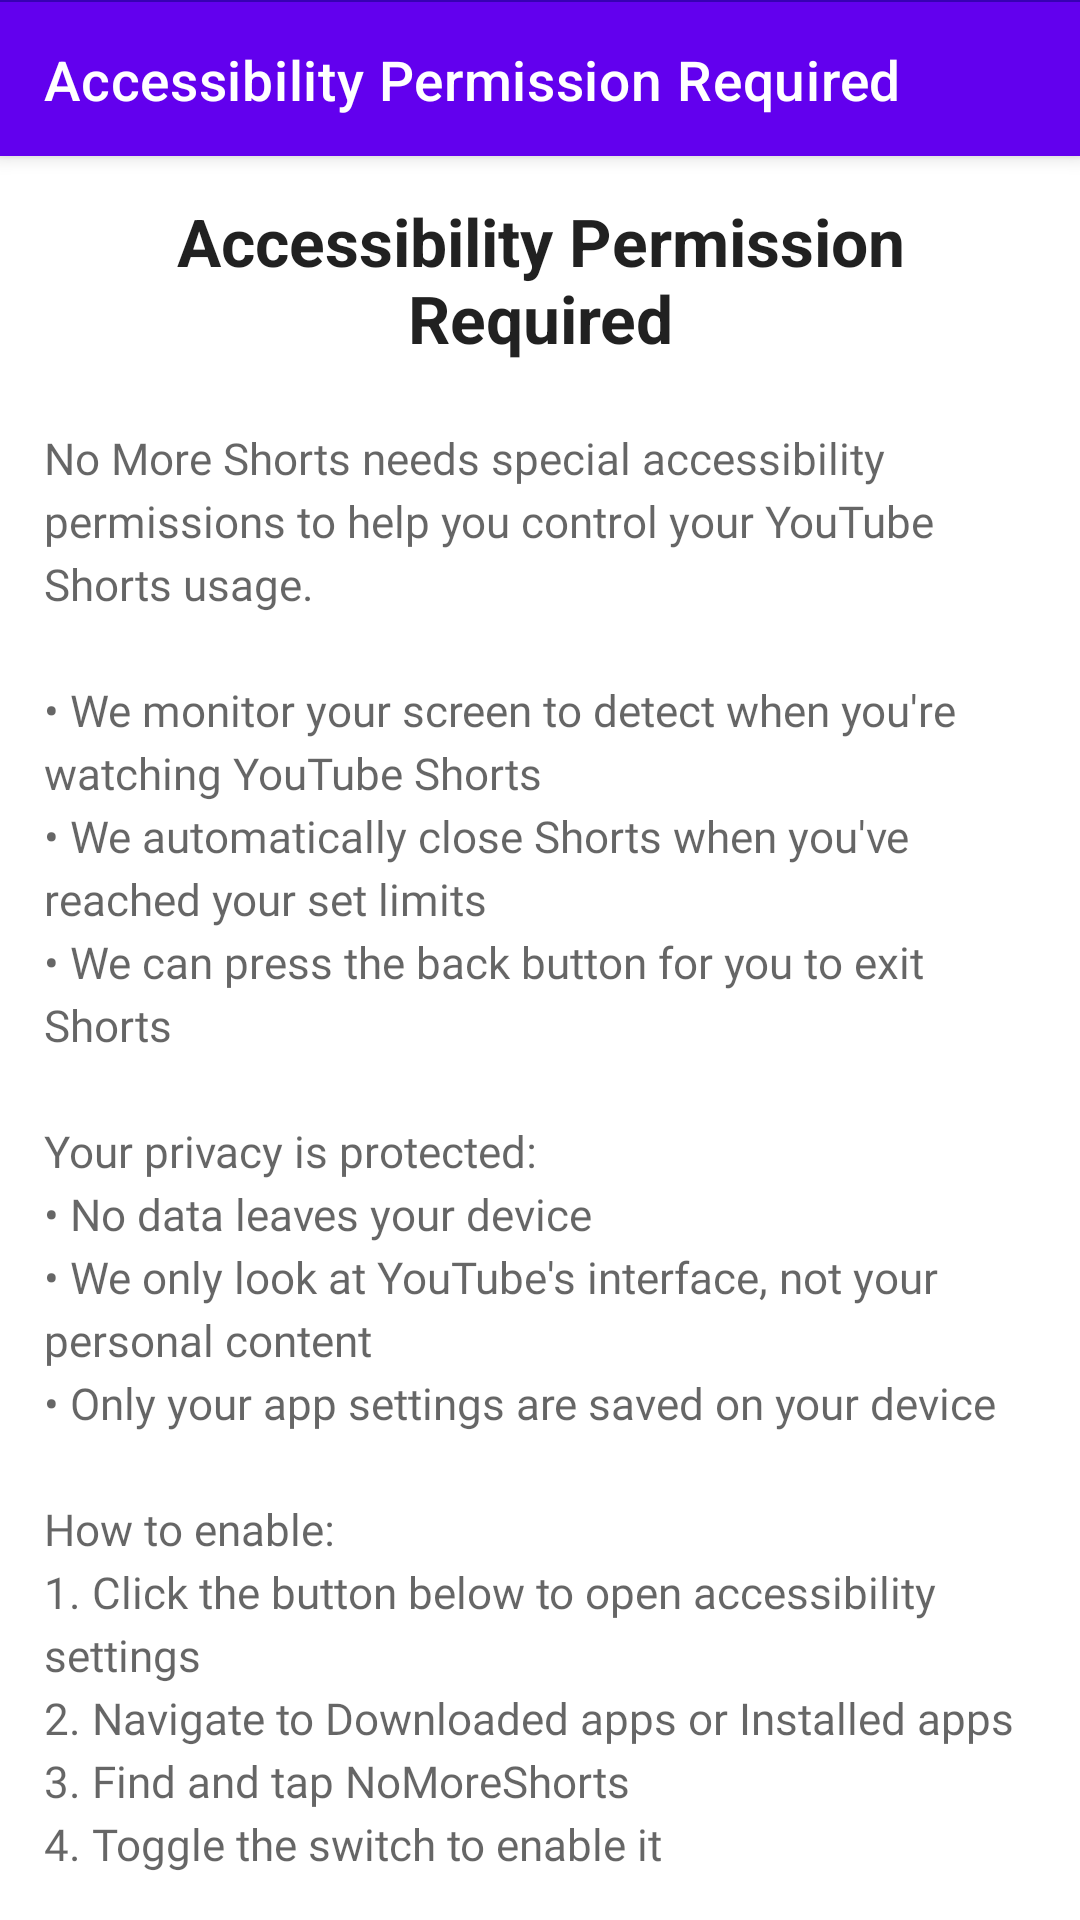 Accessibility Permission Required
Accessibility Permission
Required
No More Shorts needs special accessibility
permissions to help you control your YouTube
Shorts usage.
• We monitor your screen to detect when you're
watching YouTube Shorts
• We automatically close Shorts when you've
reached your set limits
• We can press the back button for you to exit
Shorts
Your privacy is protected:
• No data leaves your device
• We only look at YouTube's interface, not your
personal content
• Only your app settings are saved on your device
How to enable:
1. Click the button below to open accessibility
settings
2. Navigate to Downloaded apps or Installed apps
3. Find and tap NoMoreShorts
4. Toggle the switch to enable it